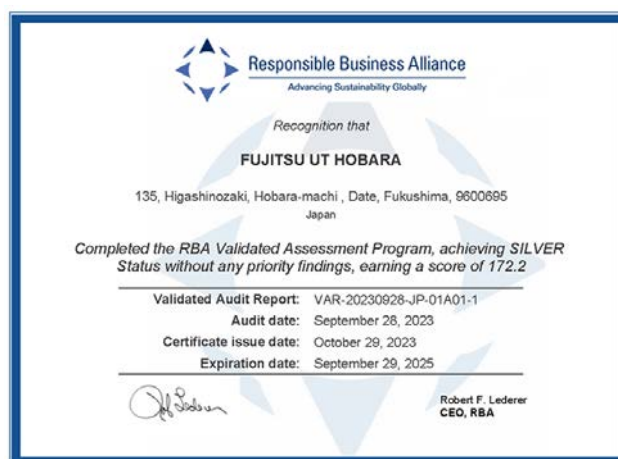 Responsible Business Alliance
Advancing Sustainability Globally
Recognition that
FUJITSU UT HOBARA
135, Higashinozaki, Hobara-machi , Date, Fukushima, 9600695
Japan
Completed the RBA Validated Assessment Program, achieving SILVER
Status without any priority findings, earning a score of 172.2
Validated Audit Report: VAR-20230928-JP-01A01-1
Audit date: September 28, 2023
Certificate issue date: October 29, 2023
Expiration date: September 29, 2025
Robert F. Lederer
CEO, RBA